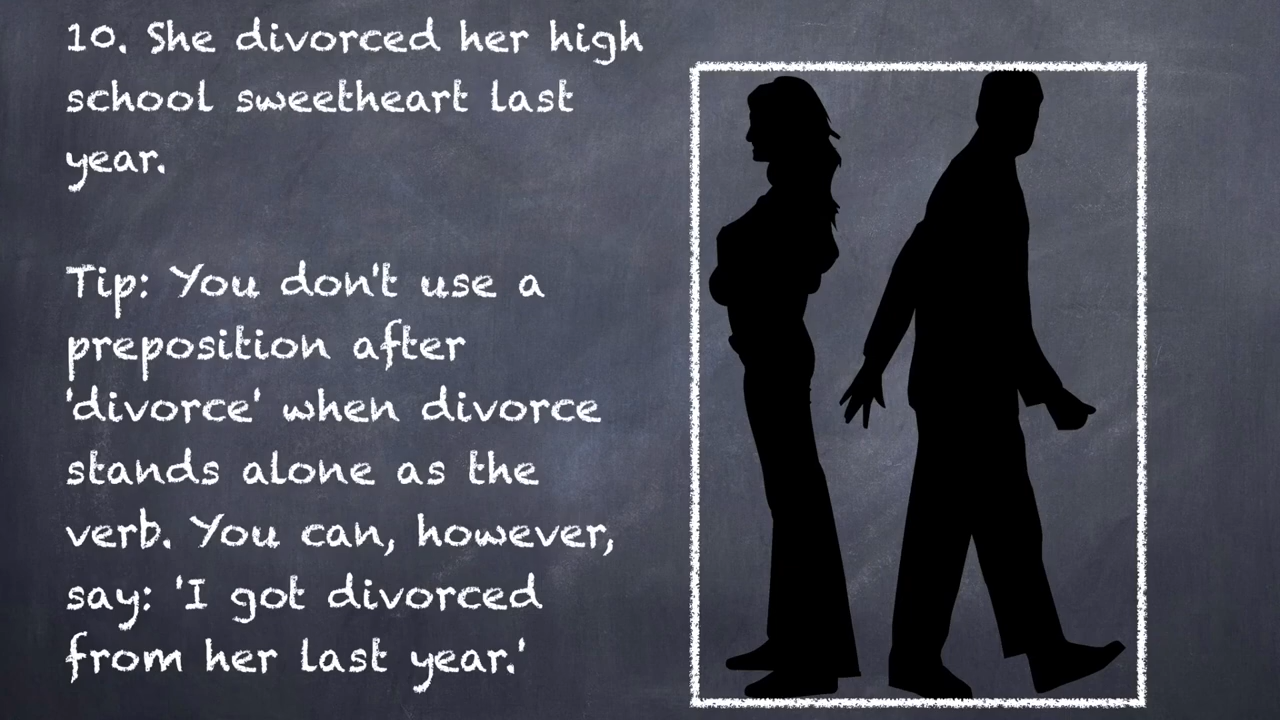 10. She divorced her high
school sweetheart last
year.
Tip: You don't use a
preposition after
'divorce' when divorce
stands alone as the
verb. You can, however,
say: 'I got divorced
from her last year.'